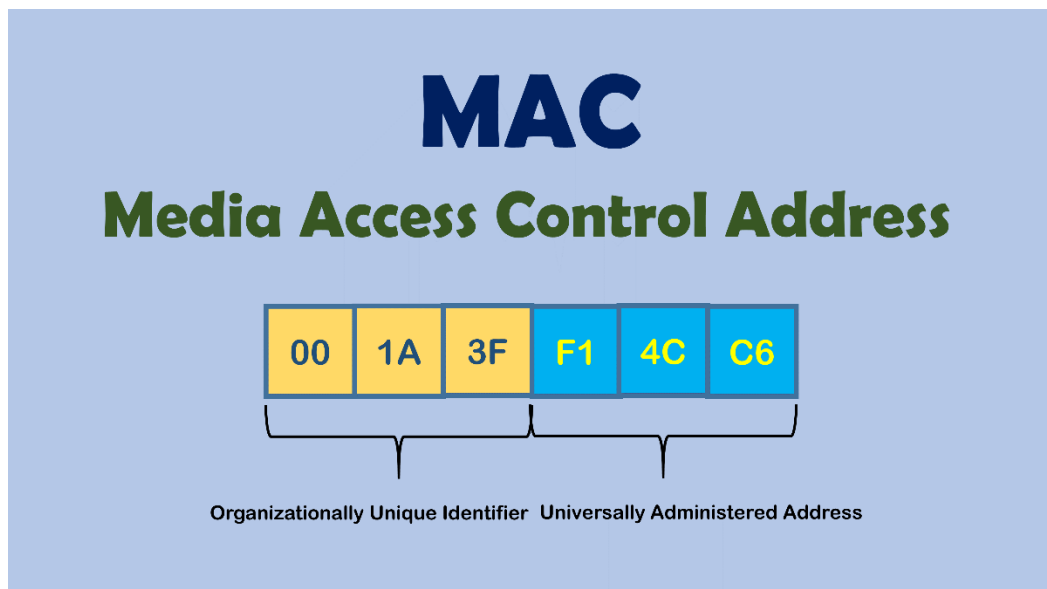 MAC
Media Access Control Address
00 1A 3F F1 4C C6
Organizationally Unique Identifier Universally Administered Address